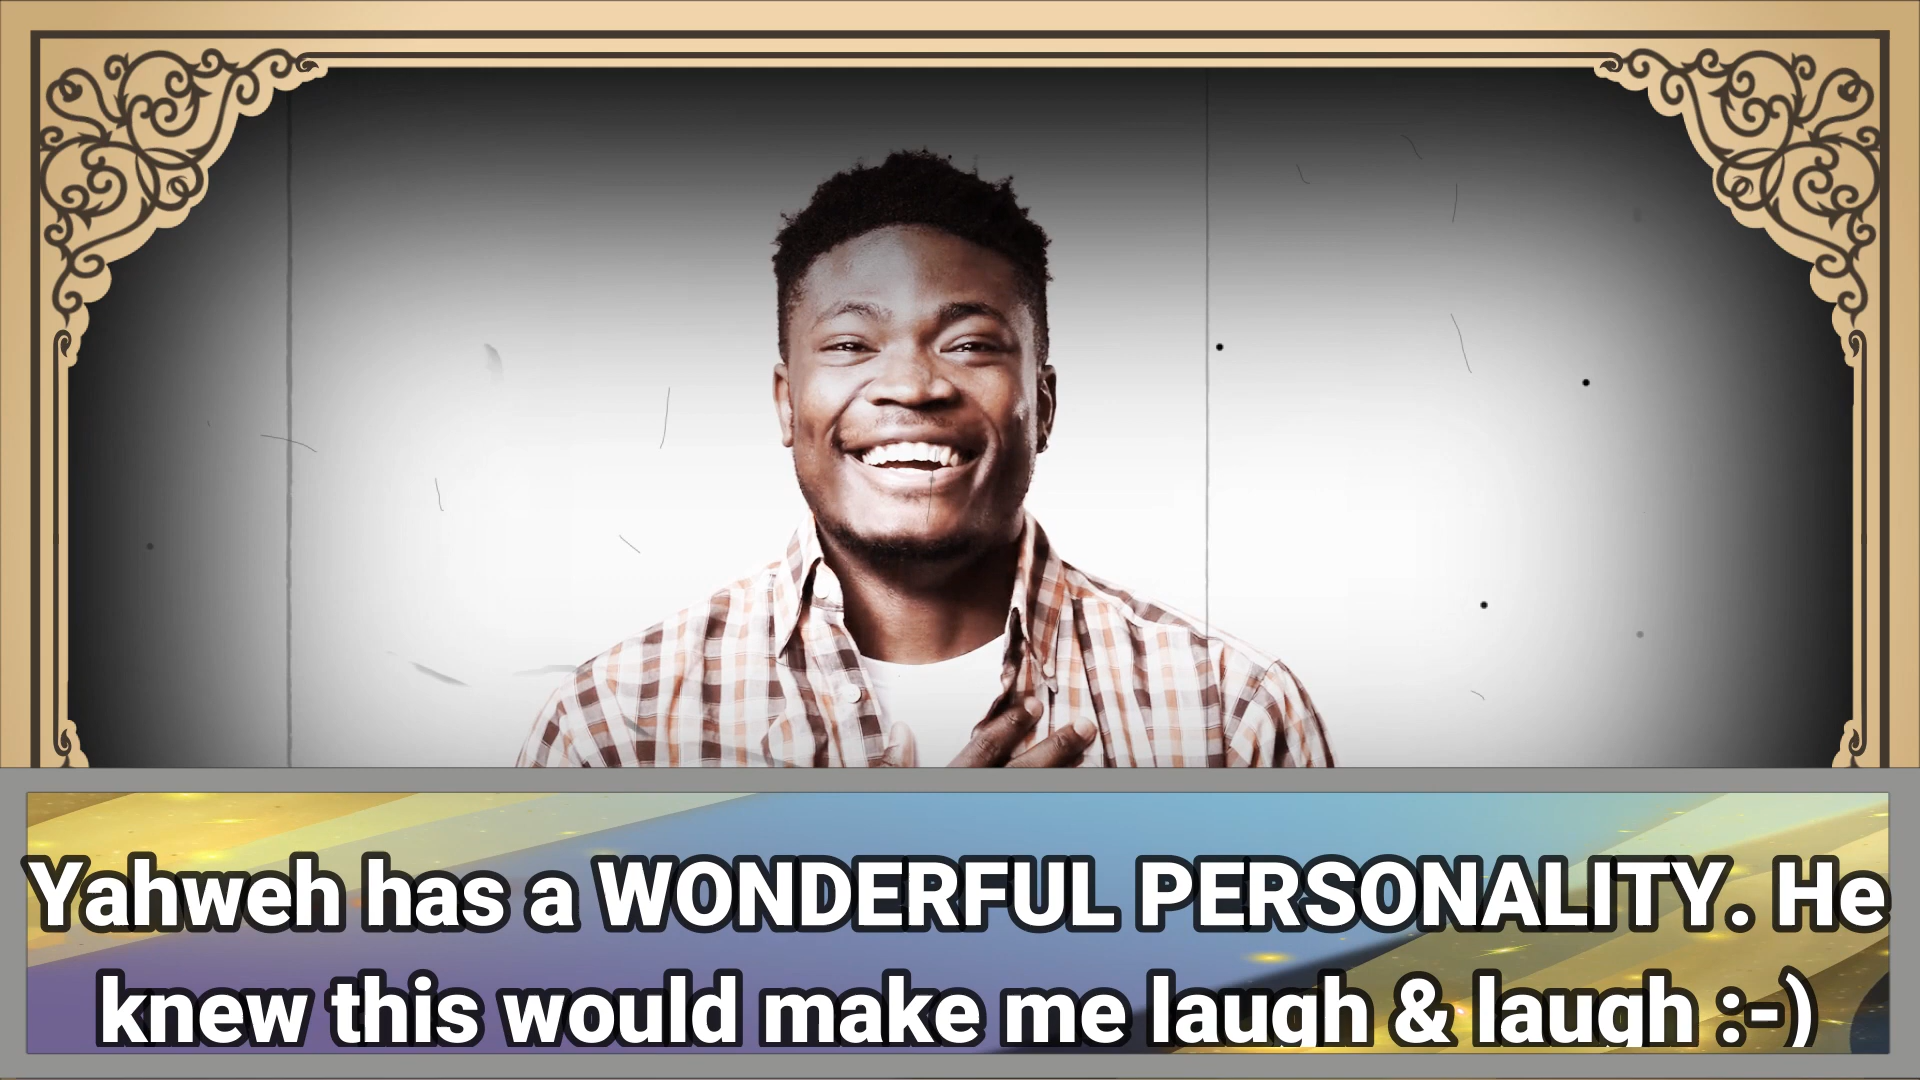 Yahweh has a WONDERFUL PERSONALITY. He
knew this would make me laugh & laugh :-)